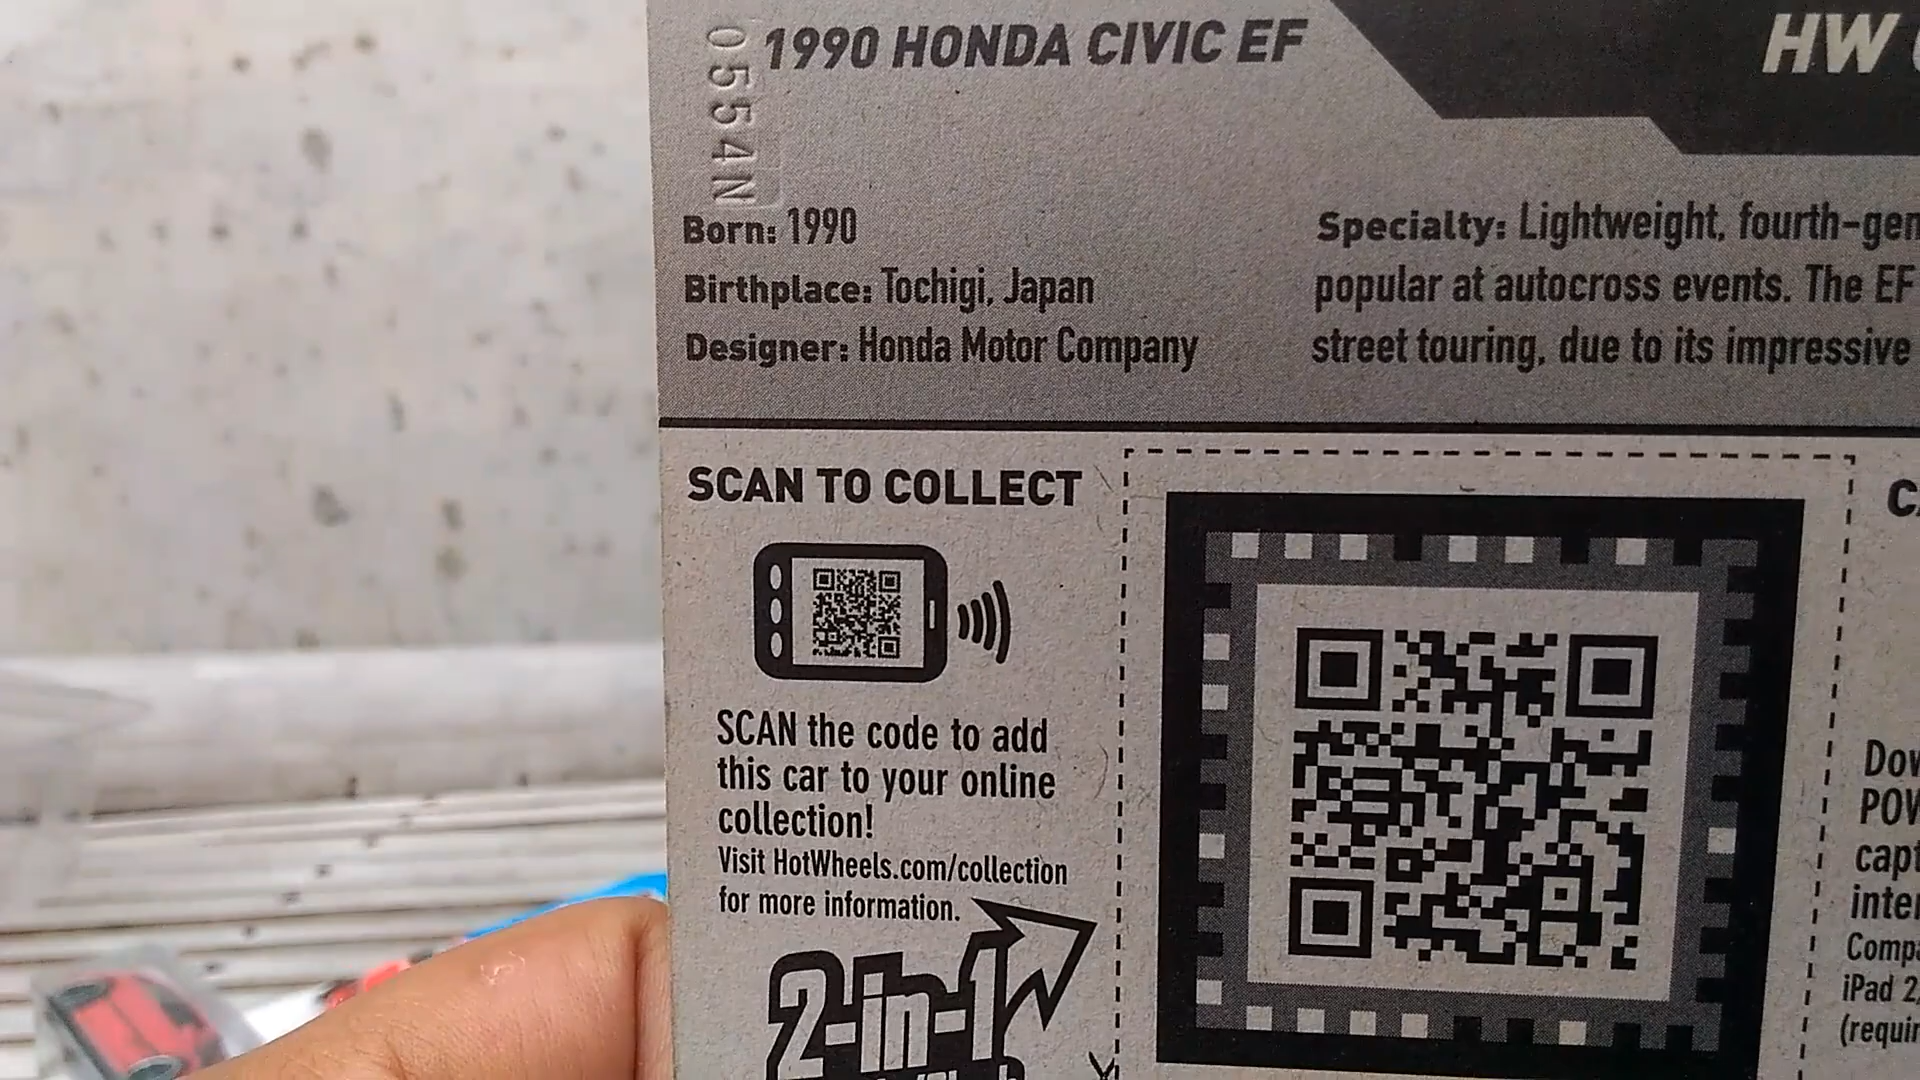 0554N
1990 HONDA CIVIC EF
HW
Born: 1990
Birthplace: Tochigi, Japan
Designer: Honda Motor Company
Specialty: Lightweight, fourth-gen
popular at autocross events. The EF
street touring, due to its impressive
SCAN TO COLLECT
SCAN the code to add
this car to your online
collection!
Visit HotWheels.com/collection
for more information.
2-in-1
Dow
POW
capt
inter
Compa
iPad 2,
(requir